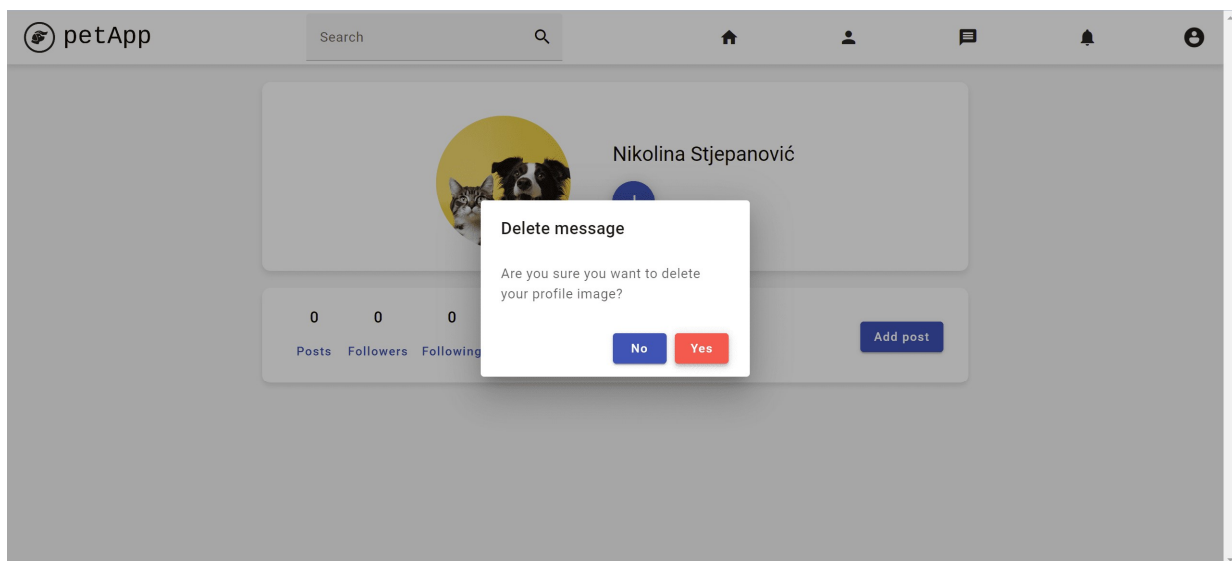 petApp
Search
Nikolina Stjepanović
Delete message
Are you sure you want to delete
your profile image?
No Yes
0 0 0
Posts Followers Following
Add post